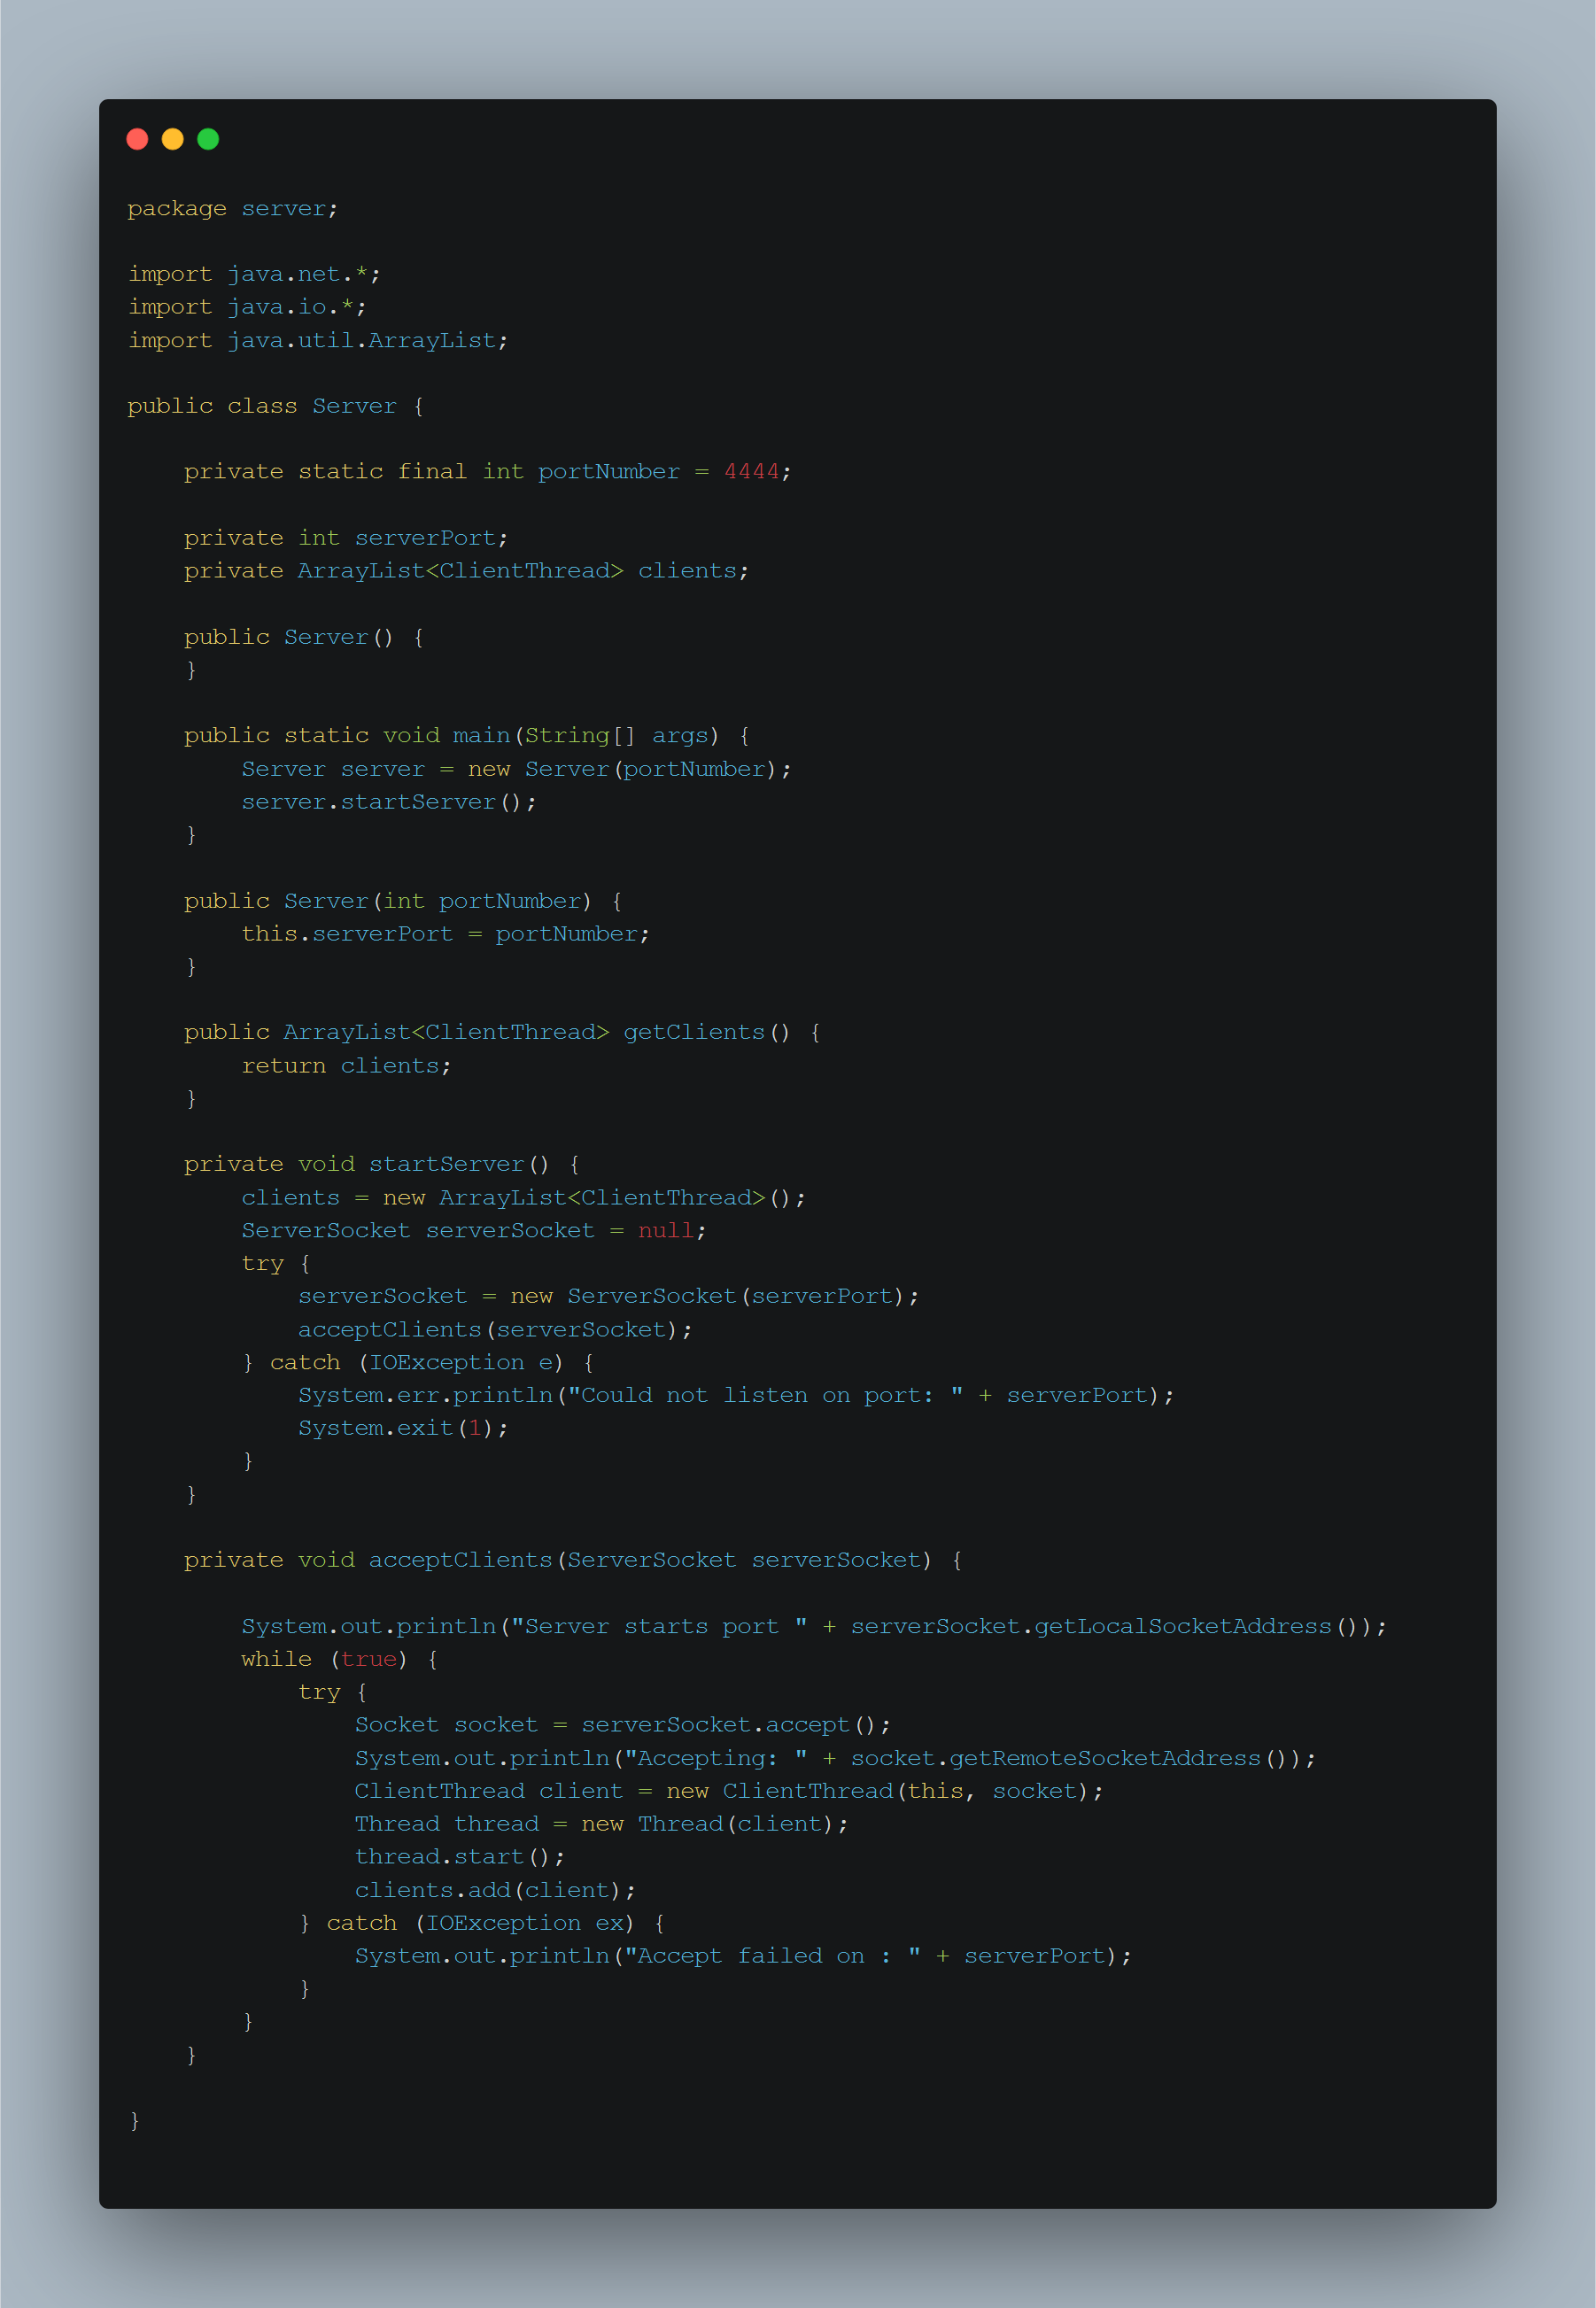 package server;

import java.net.*;
import java.io.*;
import java.util.ArrayList;

public class Server {

    private static final int portNumber = 4444;

    private int serverPort;
    private ArrayList<ClientThread> clients;

    public Server() {
    }

    public static void main(String[] args) {
        Server server = new Server(portNumber);
        server.startServer();
    }

    public Server(int portNumber) {
        this.serverPort = portNumber;
    }

    public ArrayList<ClientThread> getClients() {
        return clients;
    }

    private void startServer() {
        clients = new ArrayList<ClientThread>();
        ServerSocket serverSocket = null;
        try {
            serverSocket = new ServerSocket(serverPort);
            acceptClients(serverSocket);
        } catch (IOException e) {
            System.err.println("Could not listen on port: " + serverPort);
            System.exit(1);
        }
    }

    private void acceptClients(ServerSocket serverSocket) {

        System.out.println("Server starts port " + serverSocket.getLocalSocketAddress());
        while (true) {
            try {
                Socket socket = serverSocket.accept();
                System.out.println("Accepting: " + socket.getRemoteSocketAddress());
                ClientThread client = new ClientThread(this, socket);
                Thread thread = new Thread(client);
                thread.start();
                clients.add(client);
            } catch (IOException ex) {
                System.out.println("Accept failed on : " + serverPort);
            }
        }
    }

}